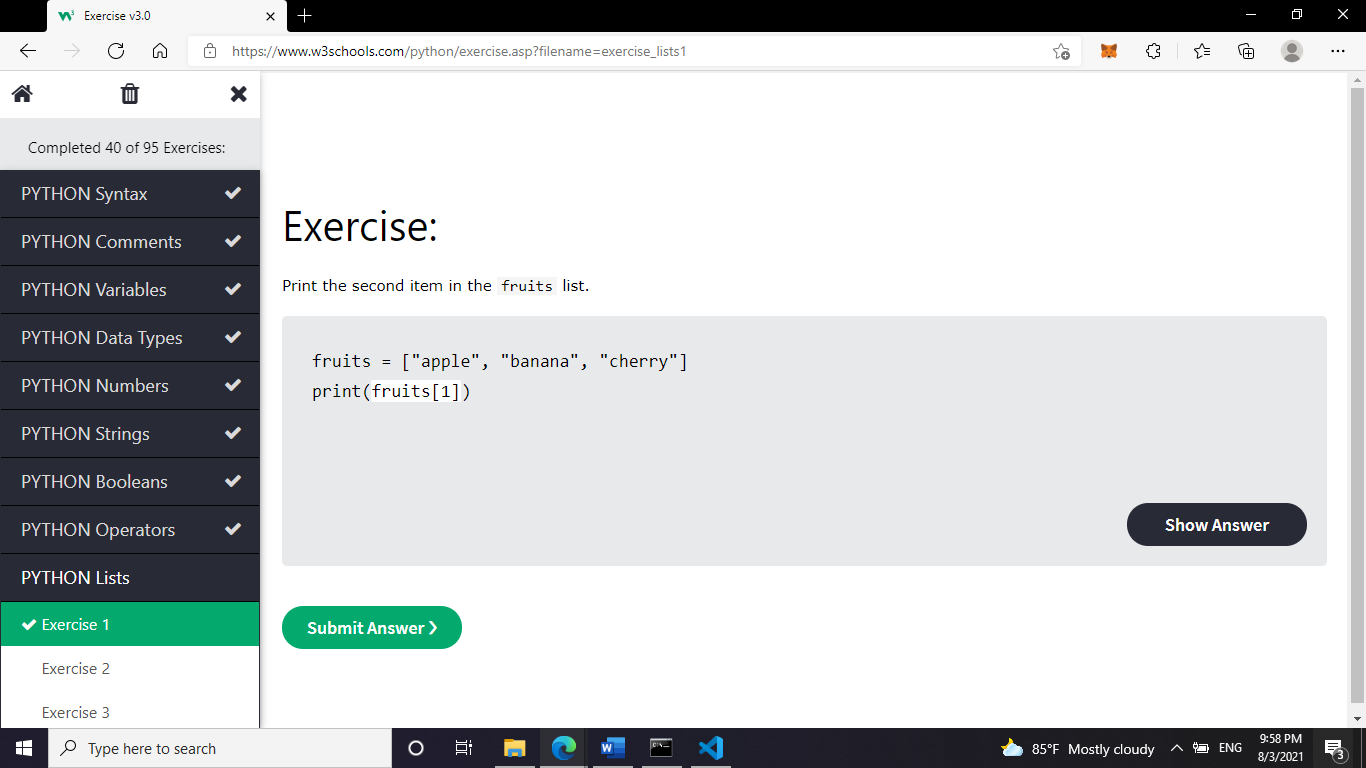 Exercise v3.0
https://www.w3schools.com/python/exercise.asp?filename=exercise_lists1
Completed 40 of 95 Exercises:
PYTHON Syntax
PYTHON Comments
PYTHON Variables
PYTHON Data Types
PYTHON Numbers
PYTHON Strings
PYTHON Booleans
PYTHON Operators
PYTHON Lists
Exercise 1
Exercise 2
Exercise 3
Exercise:
Print the second item in the fruits list.
fruits = ["apple", "banana", "cherry"]
print(fruits[1])
Show Answer
Submit Answer ❯
Type here to search
85°F Mostly cloudy
ENG
9:58 PM
8/3/2021
3